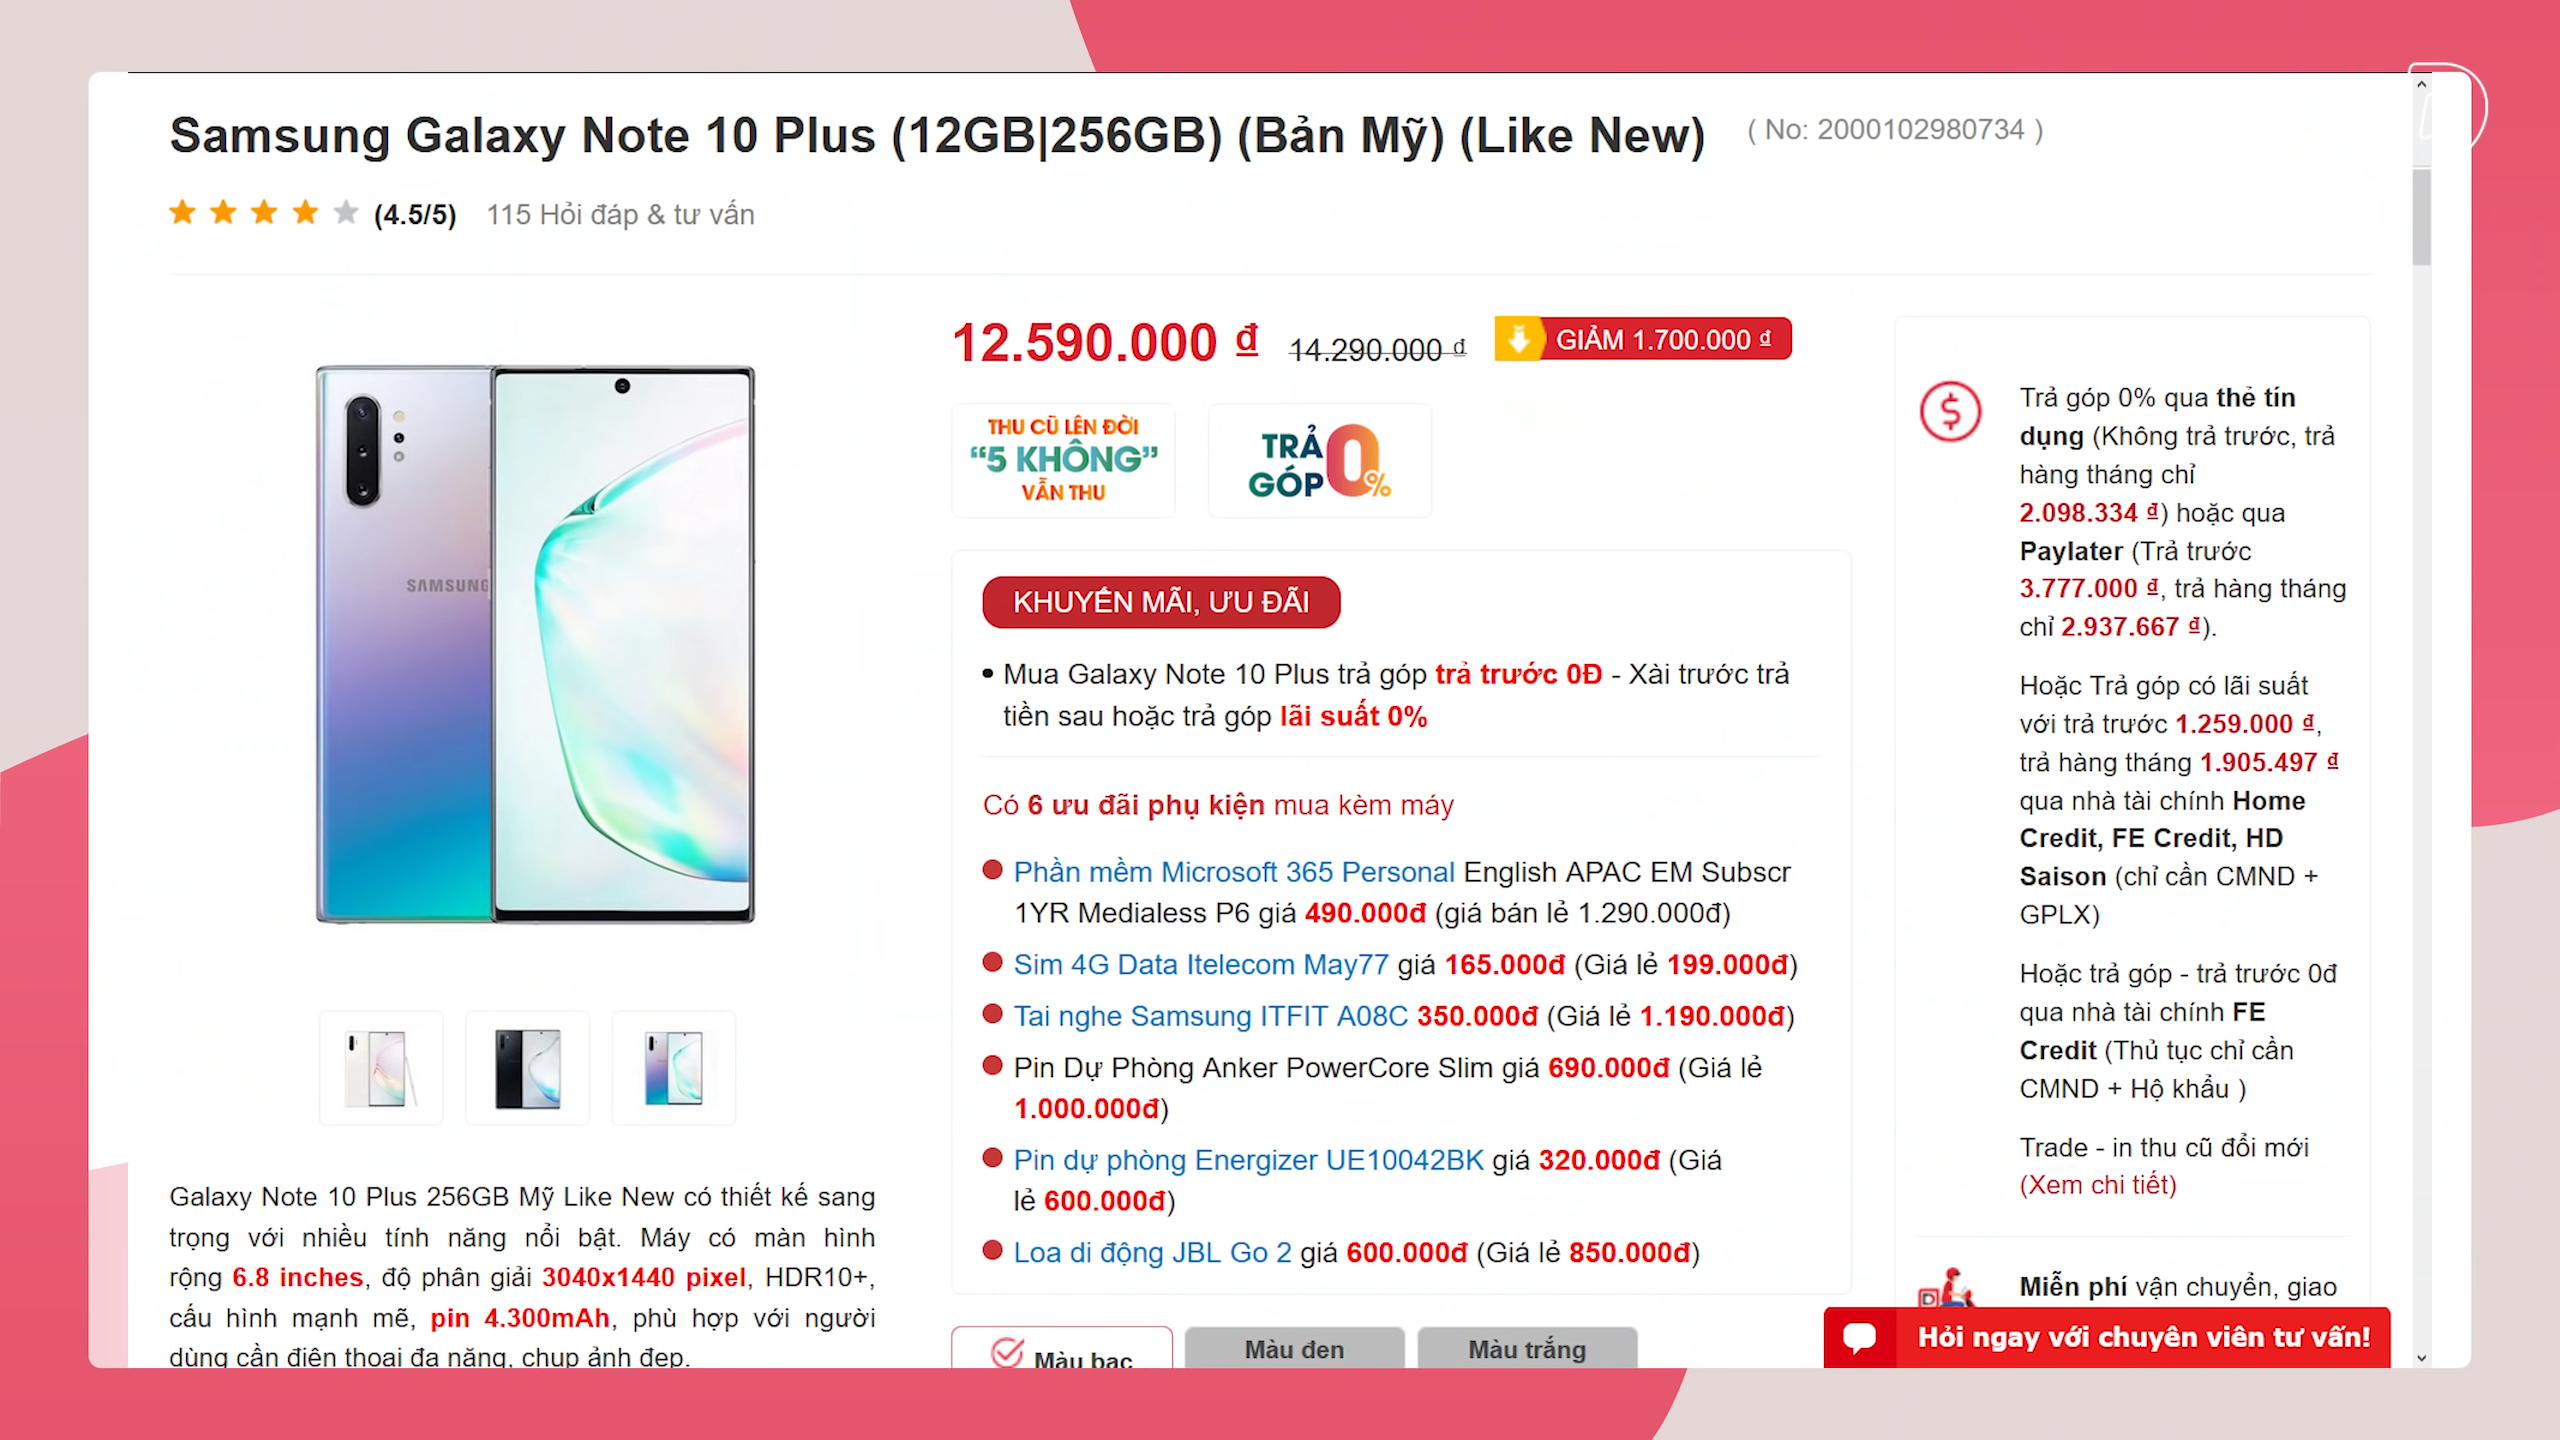 Samsung Galaxy Note 10 Plus (12GB|256GB) (Bản Mỹ) (Like New) ( No: 2000102980734 )
(4.5/5) 115 Hỏi đáp & tư vấn
SAMSUNG
12.590.000 ₫ 14.290.000 ₫ GIẢM 1.700.000 ₫
THU CŨ LÊN ĐỜI
“5 KHÔNG”
VẪN THU
TRẢ
GÓP 0%
KHUYẾN MÃI, ƯU ĐÃI
• Mua Galaxy Note 10 Plus trả góp trả trước 0Đ - Xài trước trả
tiền sau hoặc trả góp lãi suất 0%
Có 6 ưu đãi phụ kiện mua kèm máy
Phần mềm Microsoft 365 Personal English APAC EM Subscr
1YR Medialess P6 giá 490.000đ (giá bán lẻ 1.290.000đ)
Sim 4G Data Itelecom May77 giá 165.000đ (Giá lẻ 199.000đ)
Tai nghe Samsung ITFIT A08C 350.000đ (Giá lẻ 1.190.000đ)
Pin Dự Phòng Anker PowerCore Slim giá 690.000đ (Giá lẻ
1.000.000đ)
Pin dự phòng Energizer UE10042BK giá 320.000đ (Giá
lẻ 600.000đ)
Loa di động JBL Go 2 giá 600.000đ (Giá lẻ 850.000đ)
Màu bạc
Màu đen
Màu trắng
Galaxy Note 10 Plus 256GB Mỹ Like New có thiết kế sang
trọng với nhiều tính năng nổi bật. Máy có màn hình
rộng 6.8 inches, độ phân giải 3040x1440 pixel, HDR10+,
cấu hình mạnh mẽ, pin 4.300mAh, phù hợp với người
dùng cần điện thoại đa năng, chụp ảnh đẹp.
Trả góp 0% qua thẻ tín
dụng (Không trả trước, trả
hàng tháng chỉ
2.098.334 ₫) hoặc qua
Paylater (Trả trước
3.777.000 ₫, trả hàng tháng
chỉ 2.937.667 ₫).
Hoặc Trả góp có lãi suất
với trả trước 1.259.000 ₫,
trả hàng tháng 1.905.497 ₫
qua nhà tài chính Home
Credit, FE Credit, HD
Saison (chỉ cần CMND +
GPLX)
Hoặc trả góp - trả trước 0đ
qua nhà tài chính FE
Credit (Thủ tục chỉ cần
CMND + Hộ khẩu )
Trade - in thu cũ đổi mới
(Xem chi tiết)
Miễn phí vận chuyển, giao
Hỏi ngay với chuyên viên tư vấn!